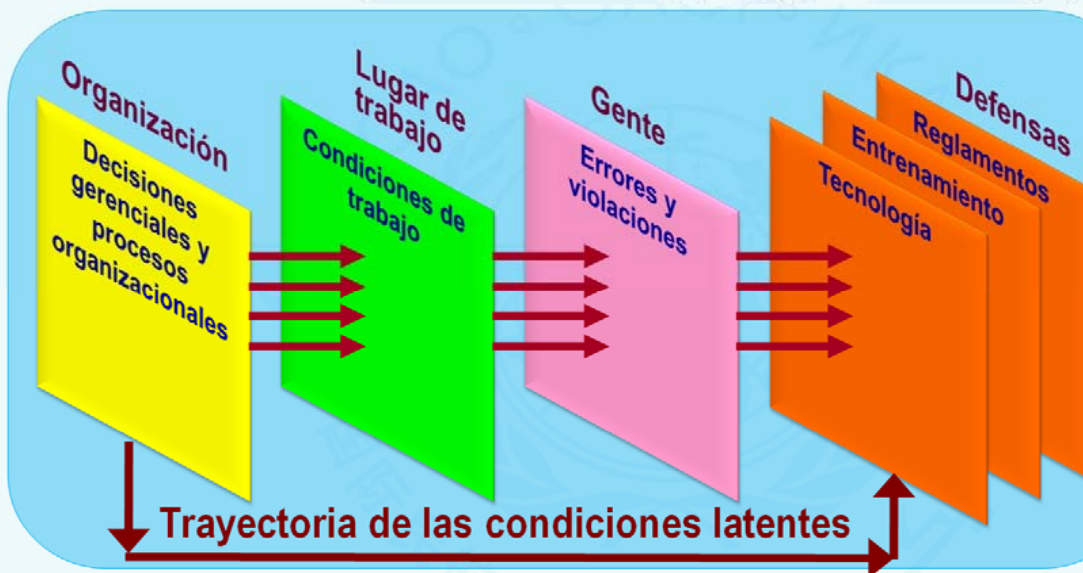 Organización
Decisiones
gerenciales y
procesos
organizacionales
Lugar de
trabajo
Condiciones de
trabajo
Gente
Errores y
violaciones
Defensas
Reglamentos
Entrenamiento
Tecnología
Trayectoria de las condiciones latentes